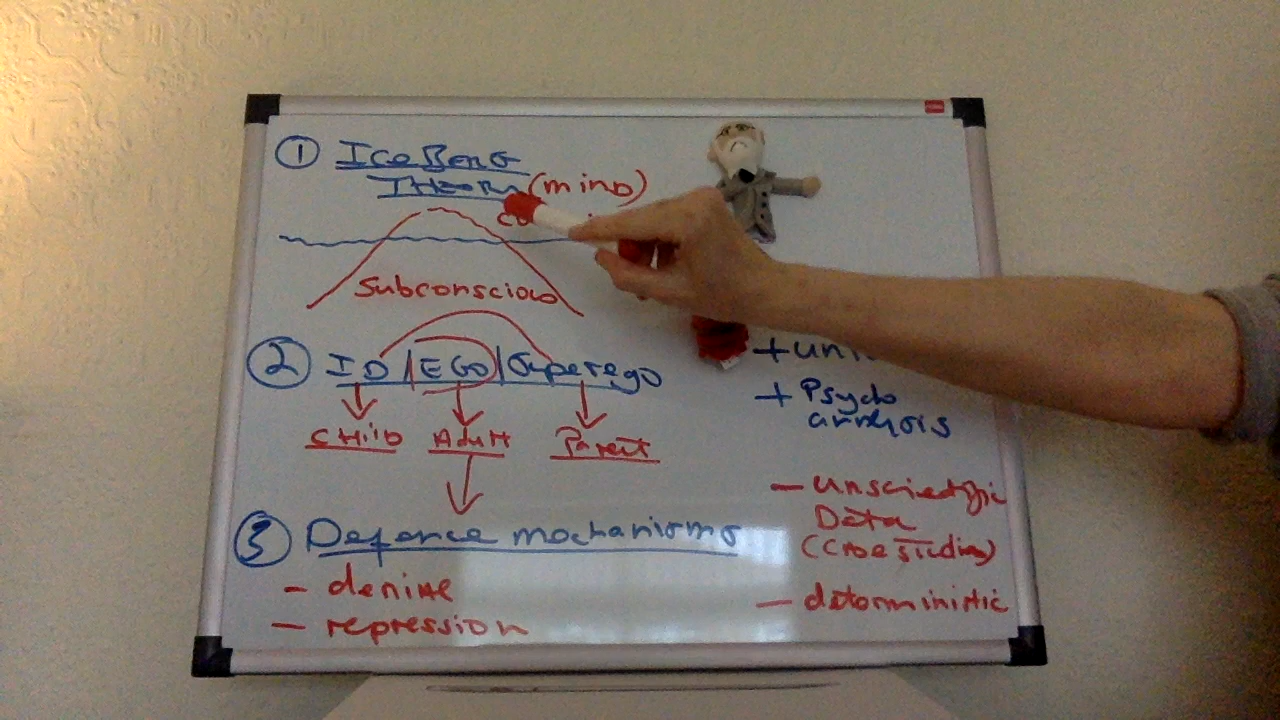 ① ICEBERG
THEORY (MIND)
Subconscious
② ID | EGO | Superego
CHILD Adult Parent
③ Defence mechanisms
– denial
– repression
+ uni
+ Psycho
analysis
– unscientific
Data
(case studies)
– deterministic